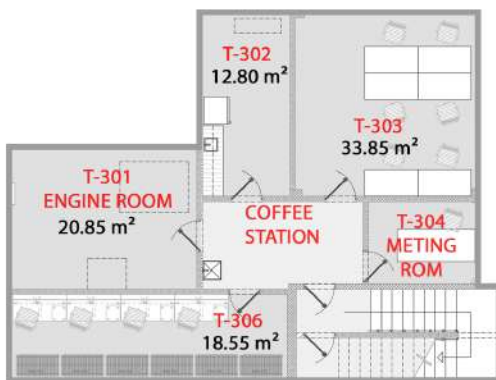 T-302
12.80 m²
T-303
33.85 m²
T-301
ENGINE ROOM
20.85 m²
COFFEE
STATION
T-304
METING
ROM
T-306
18.55 m²